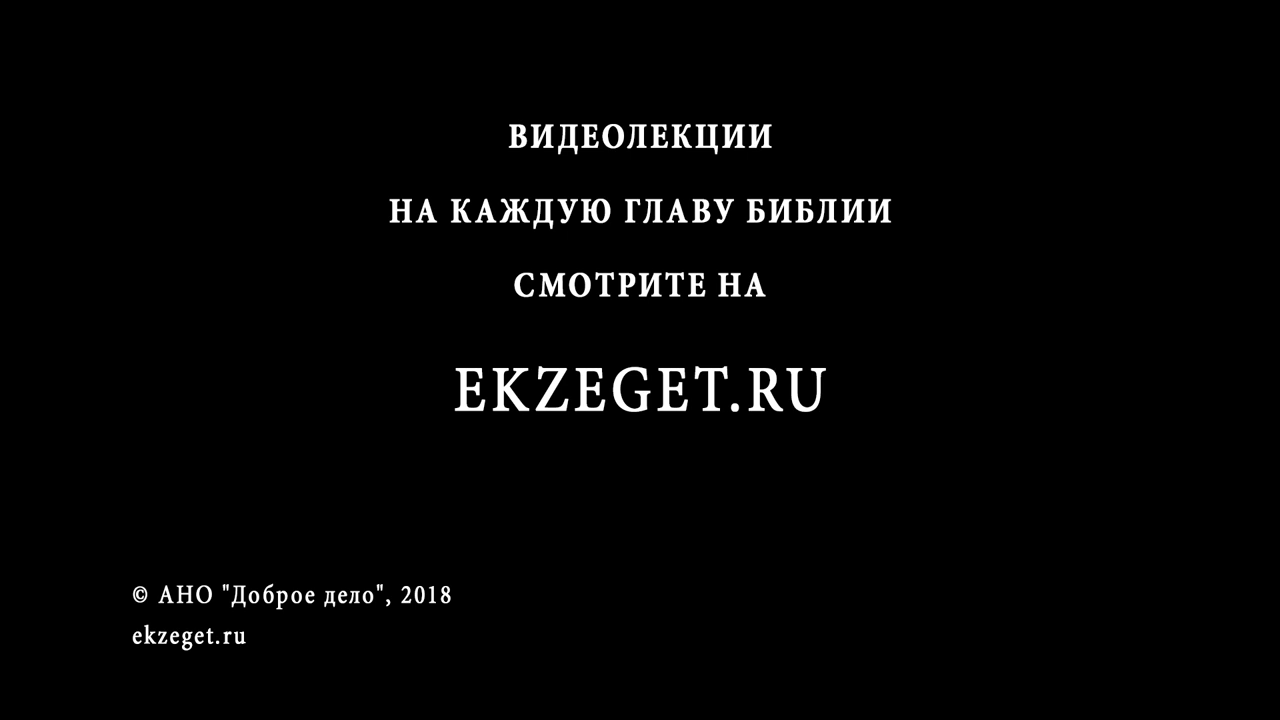 ВИДЕОЛЕКЦИИ
НА КАЖДУЮ ГЛАВУ БИБЛИИ
СМОТРИТЕ НА
EKZEGET.RU
© АНО "Доброе дело", 2018
ekzeget.ru